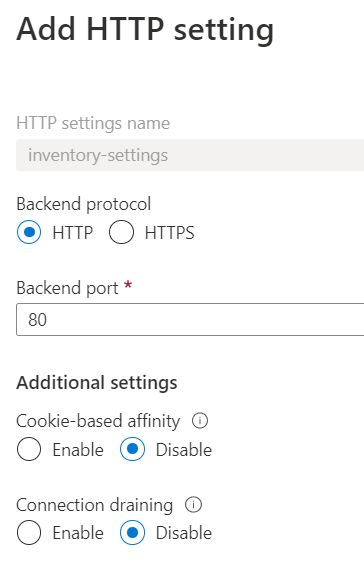 Add HTTP setting
HTTP settings name
inventory-settings
Backend protocol
HTTP HTTPS
Backend port *
80
Additional settings
Cookie-based affinity
Enable Disable
Connection draining
Enable Disable